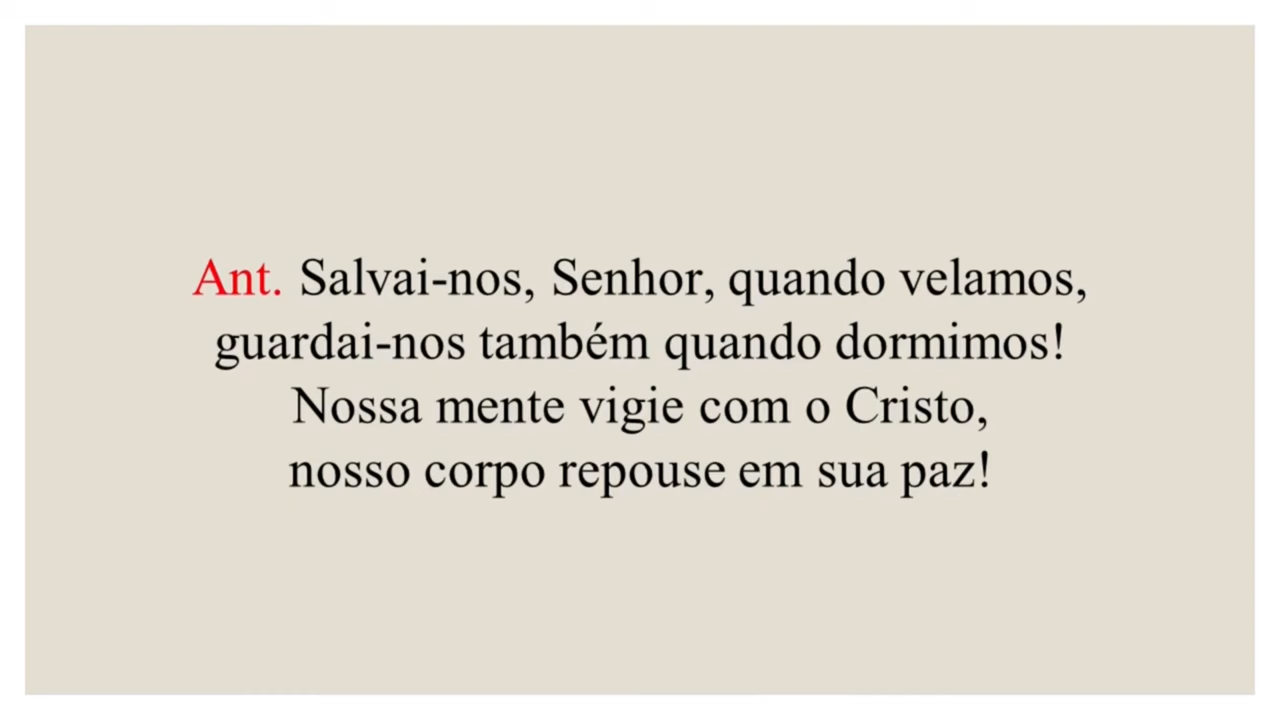 Ant. Salvai-nos, Senhor, quando velamos,
guardai-nos também quando dormimos!
Nossa mente vigie com o Cristo,
nosso corpo repouse em sua paz!